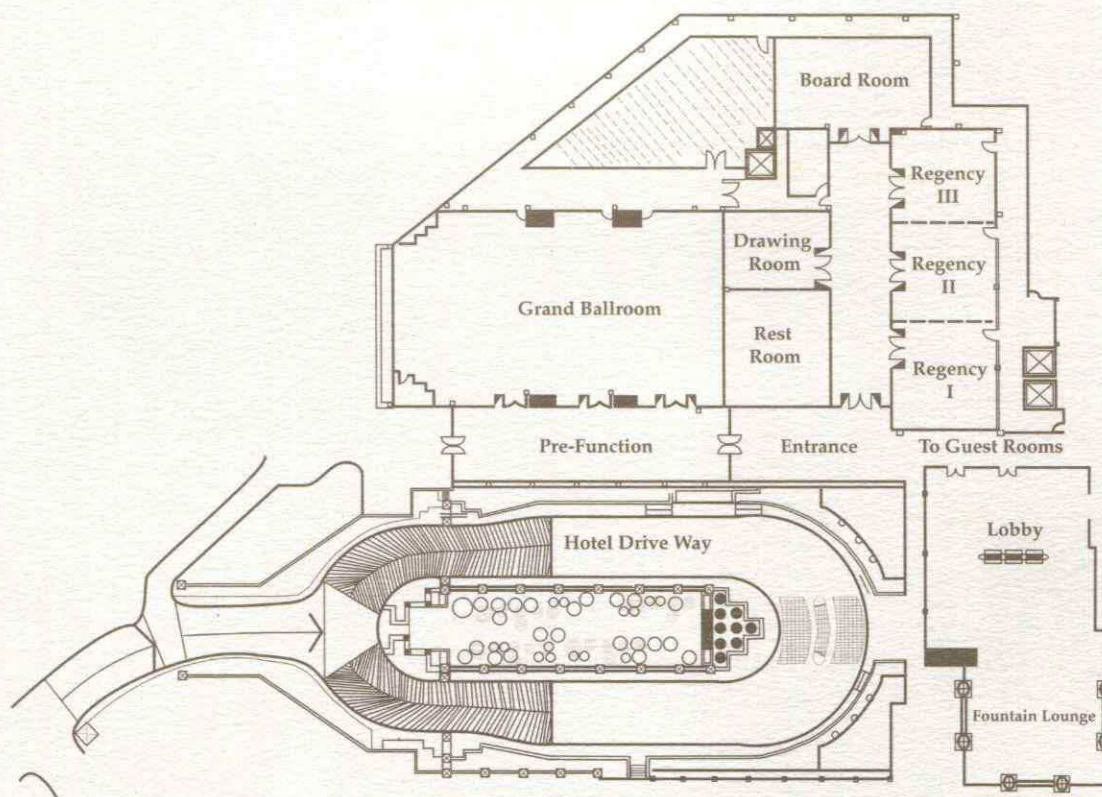 Board Room
Regency
III
Drawing
Room
Regency
II
Grand Ballroom
Rest
Room
Regency
I
Pre-Function
Entrance
To Guest Rooms
Hotel Drive Way
Lobby
Fountain Lounge